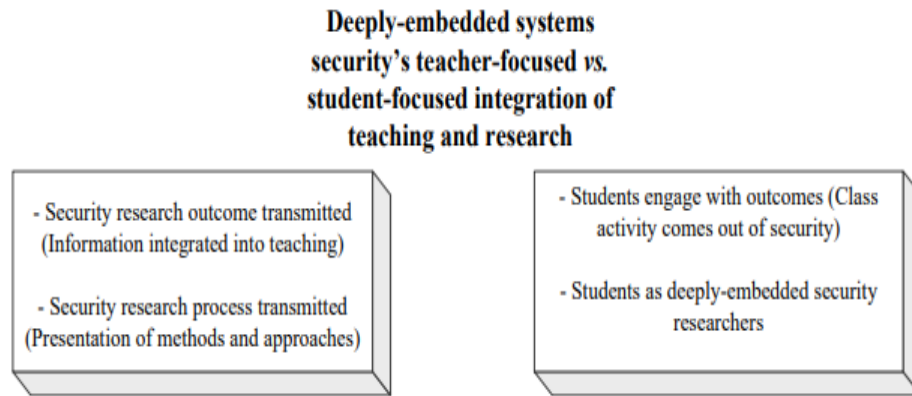 Deeply-embedded systems
security's teacher-focused vs.
student-focused integration of
teaching and research
- Security research outcome transmitted
(Information integrated into teaching)
- Security research process transmitted
(Presentation of methods and approaches)
- Students engage with outcomes (Class
activity comes out of security)
- Students as deeply-embedded security
researchers